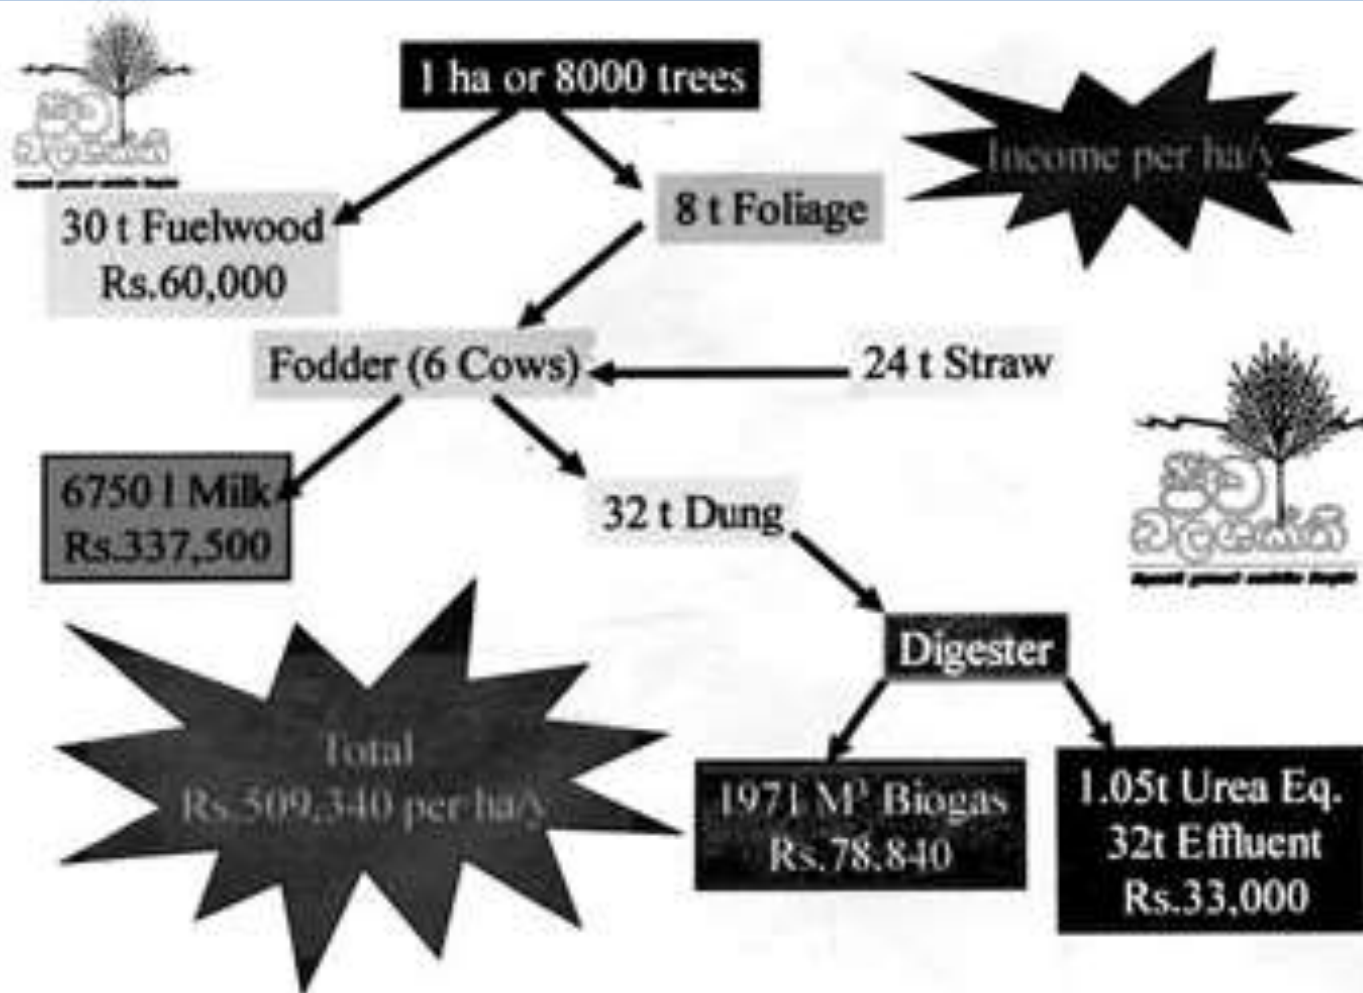 1 ha or 8000 trees
Income per ha/y
30 t Fuelwood
Rs.60,000
8 t Foliage
Fodder (6 Cows)
24 t Straw
6750 l Milk
Rs.337,500
32 t Dung
බලශක්ති
Digester
Total
Rs.509,340 per ha/y
1971 M³ Biogas
Rs.78,840
1.05t Urea Eq.
32t Effluent
Rs.33,000